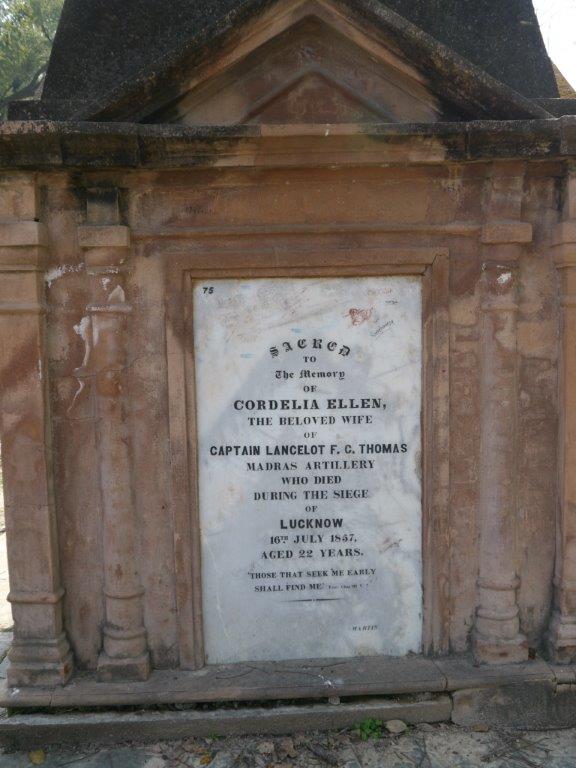 75
SACRED
TO
The Memory
OF
CORDELIA ELLEN,
THE BELOVED WIFE
OF
CAPTAIN LANCELOT F. C. THOMAS
MADRAS ARTILLERY
WHO DIED
DURING THE SIEGE
OF
LUCKNOW
16TH JULY 1857.
AGED 22 YEARS.
"THOSE THAT SEEK ME EARLY
SHALL FIND ME"
MARTIN